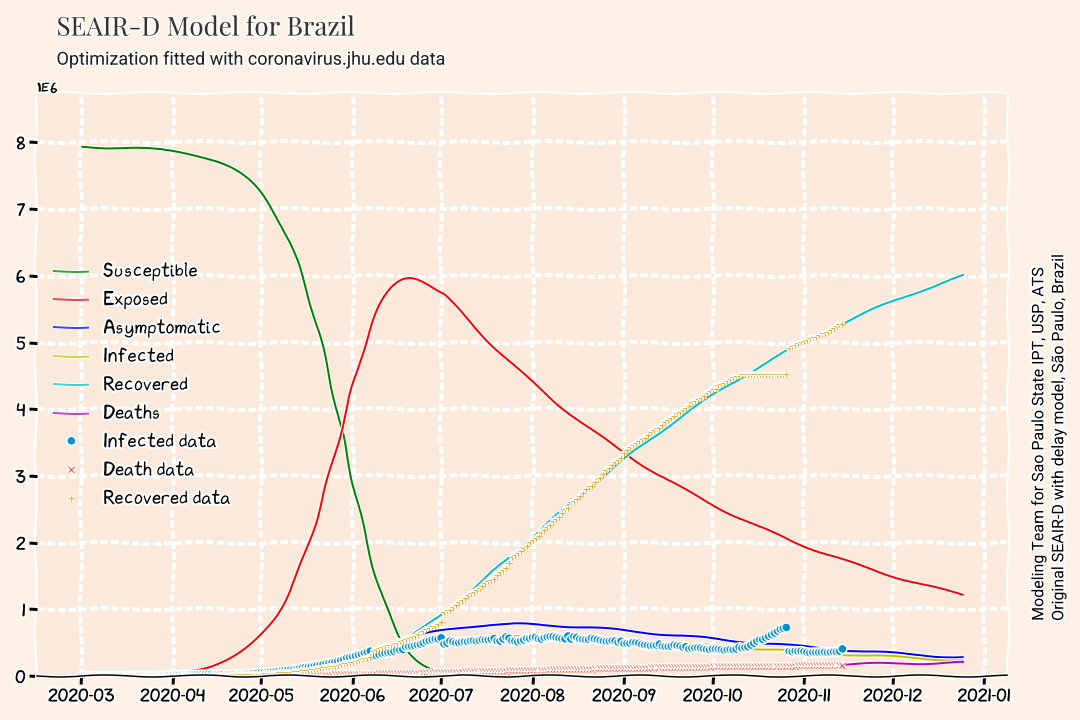 SEAIR-D Model for Brazil
Optimization fitted with coronavirus.jhu.edu data
1E6
8
7
6
5
4
3
2
1
0
Susceptible
Exposed
Asymptomatic
Infected
Recovered
Deaths
Infected data
Death data
Recovered data
2020-03
2020-04
2020-05
2020-06
2020-07
2020-08
2020-09
2020-10
2020-11
2020-12
2021-01
Modeling Team for Sao Paulo State IPT, USP, ATS
Original SEAIR-D with delay model, São Paulo, Brazil